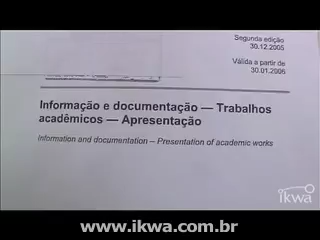 Segunda edição
30.12.2005
Válida a partir de
30.01.2006
Informação e documentação — Trabalhos
acadêmicos — Apresentação
Information and documentation – Presentation of academic works
ikwa
www.ikwa.com.br